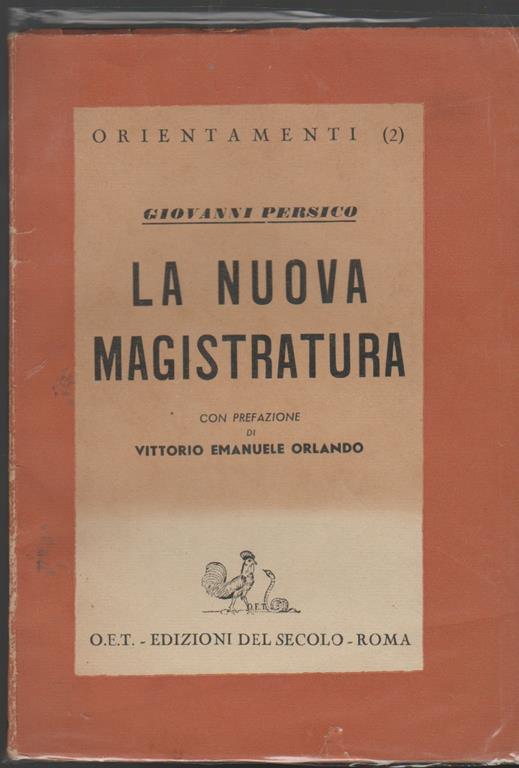 ORIENTAMENTI (2)
GIOVANNI PERSICO
LA NUOVA
MAGISTRATURA
CON PREFAZIONE
DI
VITTORIO EMANUELE ORLANDO
O.E.T.
O.E.T. - EDIZIONI DEL SECOLO - ROMA